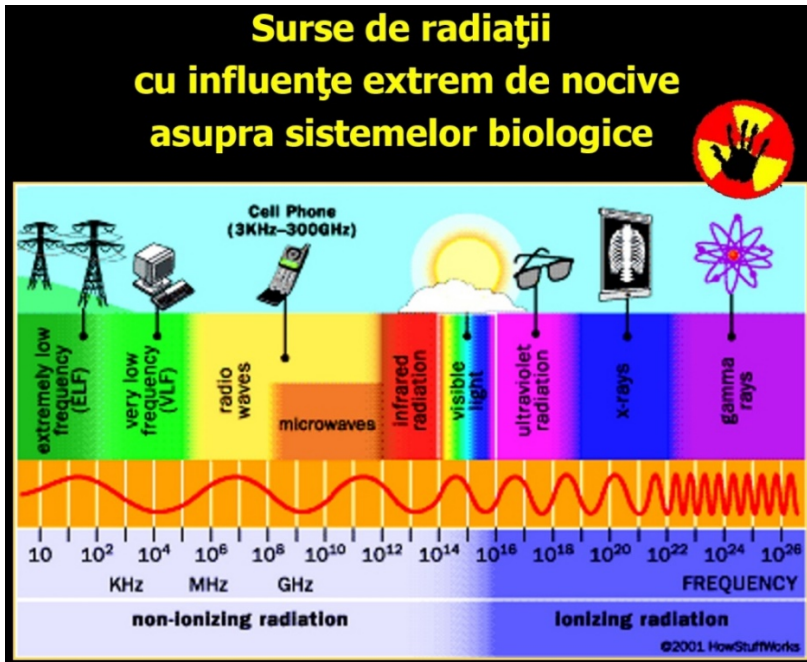 Surse de radiaţii
cu influenţe extrem de nocive
asupra sistemelor biologice
Cell Phone
(3KHz–300GHz)
extremely low
frequency
(ELF)
very low
frequency
(VLF)
radio
waves
microwaves
infrared
radiation
visible
light
ultraviolet
radiation
x-rays
gamma
rays
10 10² 10⁴ 10⁶ 10⁸ 10¹⁰ 10¹² 10¹⁴ 10¹⁶ 10¹⁸ 10²⁰ 10²² 10²⁴ 10²⁶
KHz MHz GHz FREQUENCY
non-ionizing radiation ionizing radiation
©2001 HowStuffWorks